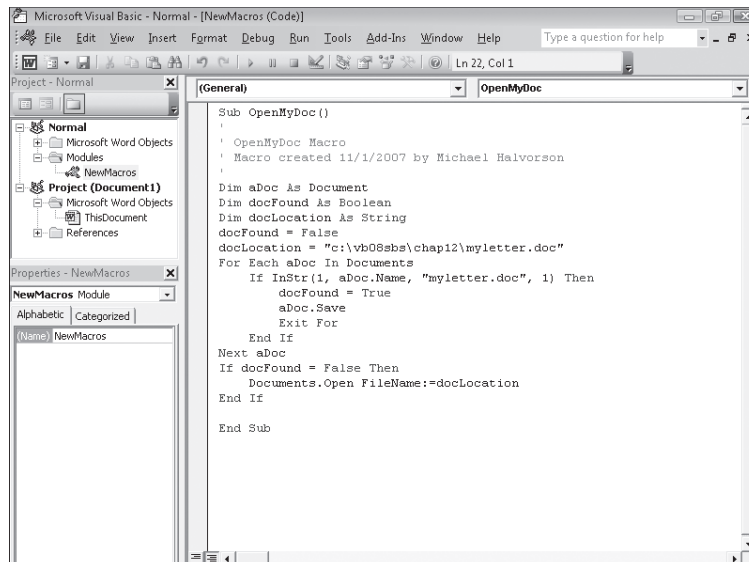 Microsoft Visual Basic - Normal - [NewMacros (Code)]
File Edit View Insert Format Debug Run Tools Add-Ins Window Help Type a question for help
Ln 22, Col 1
Project - Normal
Normal
Microsoft Word Objects
Modules
NewMacros
Project (Document1)
Microsoft Word Objects
ThisDocument
References
Properties - NewMacros
NewMacros Module
Alphabetic Categorized
(Name) NewMacros
(General) OpenMyDoc
Sub OpenMyDoc()
'
' OpenMyDoc Macro
' Macro created 11/1/2007 by Michael Halvorson
'
Dim aDoc As Document
Dim docFound As Boolean
Dim docLocation As String
docFound = False
docLocation = "c:\vb08sbs\chap12\myletter.doc"
For Each aDoc In Documents
If InStr(1, aDoc.Name, "myletter.doc", 1) Then
docFound = True
aDoc.Save
Exit For
End If
Next aDoc
If docFound = False Then
Documents.Open FileName:=docLocation
End If
End Sub